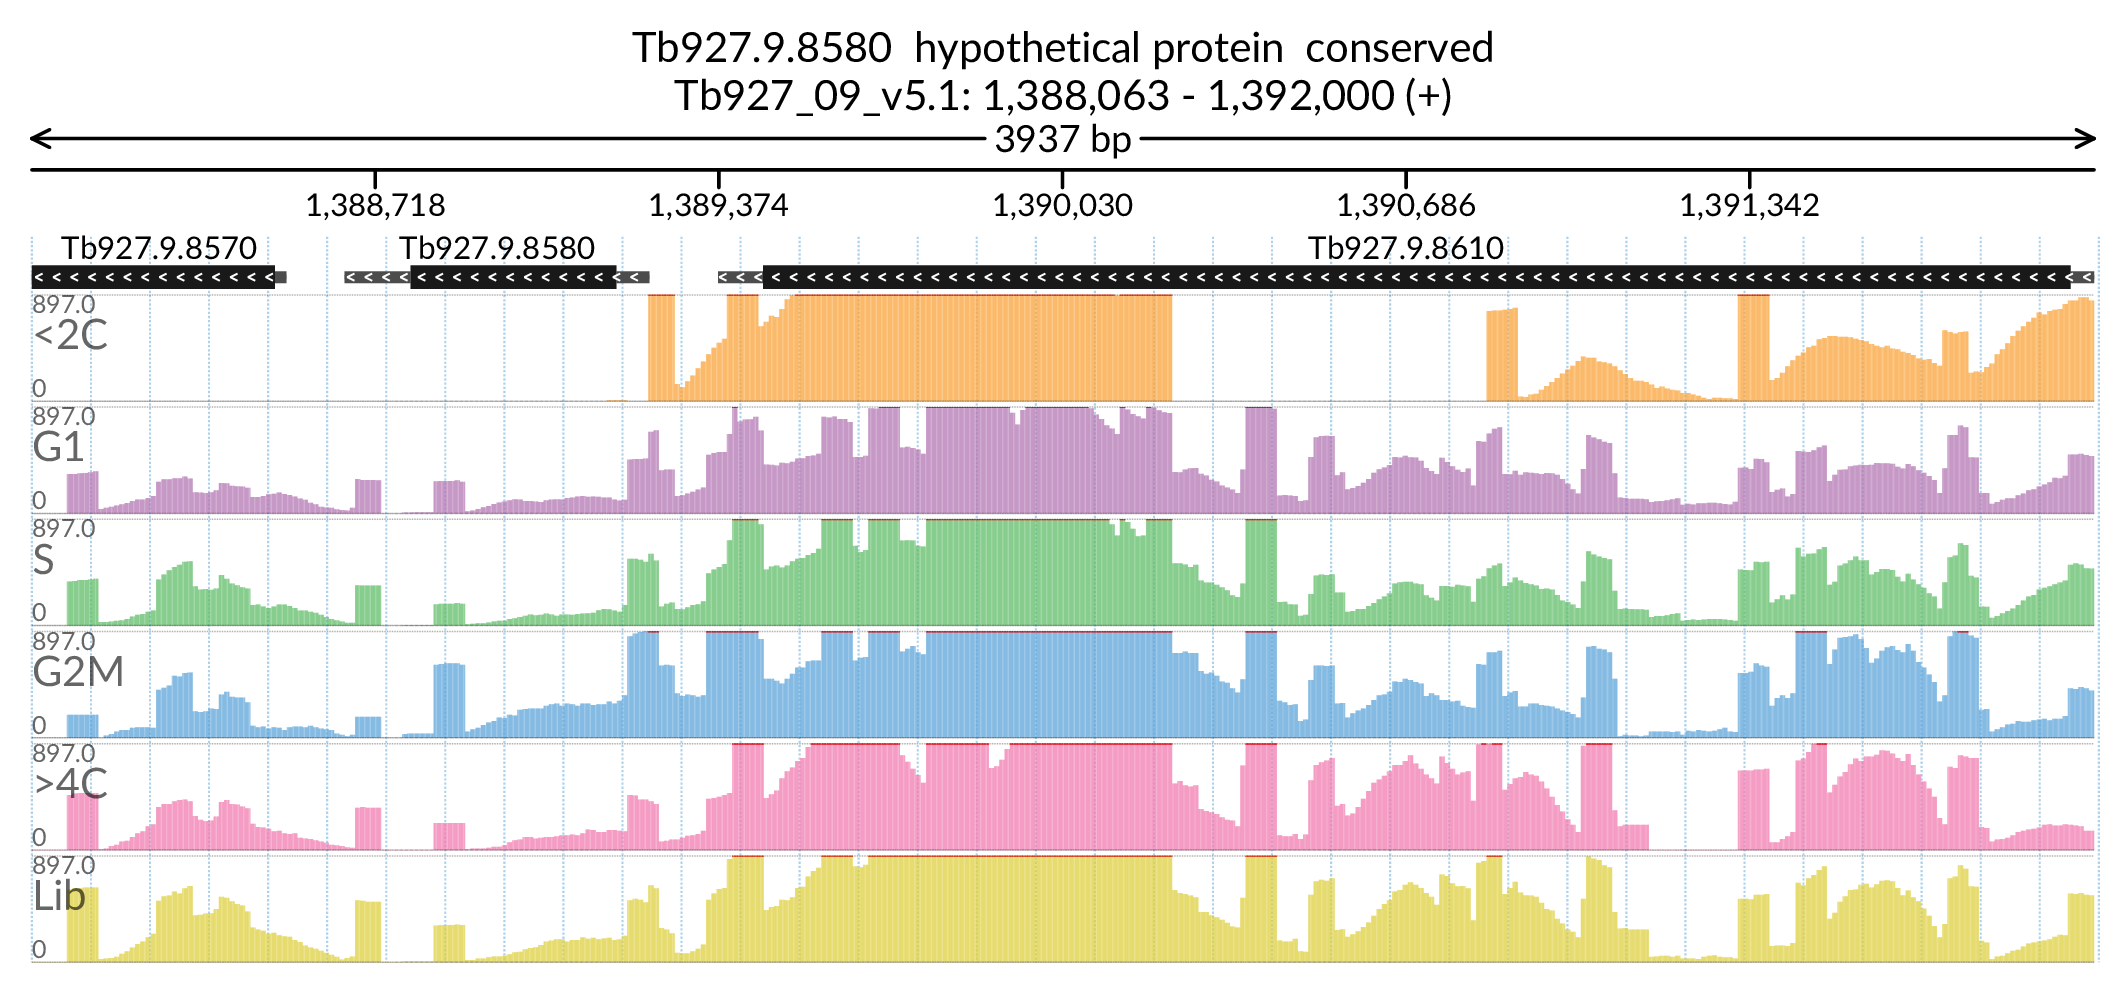 Tb927.9.8580  hypothetical protein  conserved
Tb927_09_v5.1: 1,388,063 - 1,392,000 (+)
3937 bp
1,388,718 1,389,374 1,390,030 1,390,686 1,391,342
Tb927.9.8570 Tb927.9.8580 Tb927.9.8610
897.0
<2C
0
897.0
G1
0
897.0
S
0
897.0
G2M
0
897.0
>4C
0
897.0
Lib
0